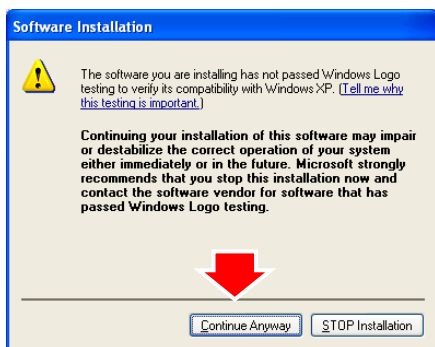 Software Installation
The software you are installing has not passed Windows Logo
testing to verify its compatibility with Windows XP. (Tell me why
this testing is important.)
Continuing your installation of this software may impair
or destabilize the correct operation of your system
either immediately or in the future. Microsoft strongly
recommends that you stop this installation now and
contact the software vendor for software that has
passed Windows Logo testing.
Continue Anyway STOP Installation